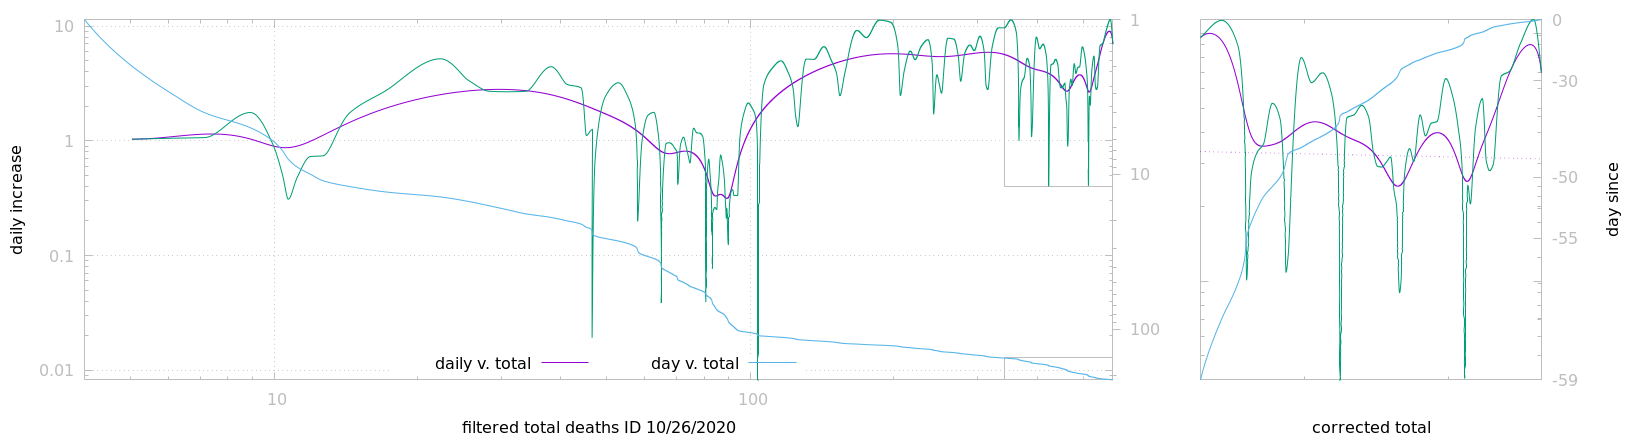 10
1
0.1
0.01
daily increase
10
100
filtered total deaths ID 10/26/2020
daily v. total
day v. total
1
10
100
0
-30
-50
-55
-59
day since
corrected total